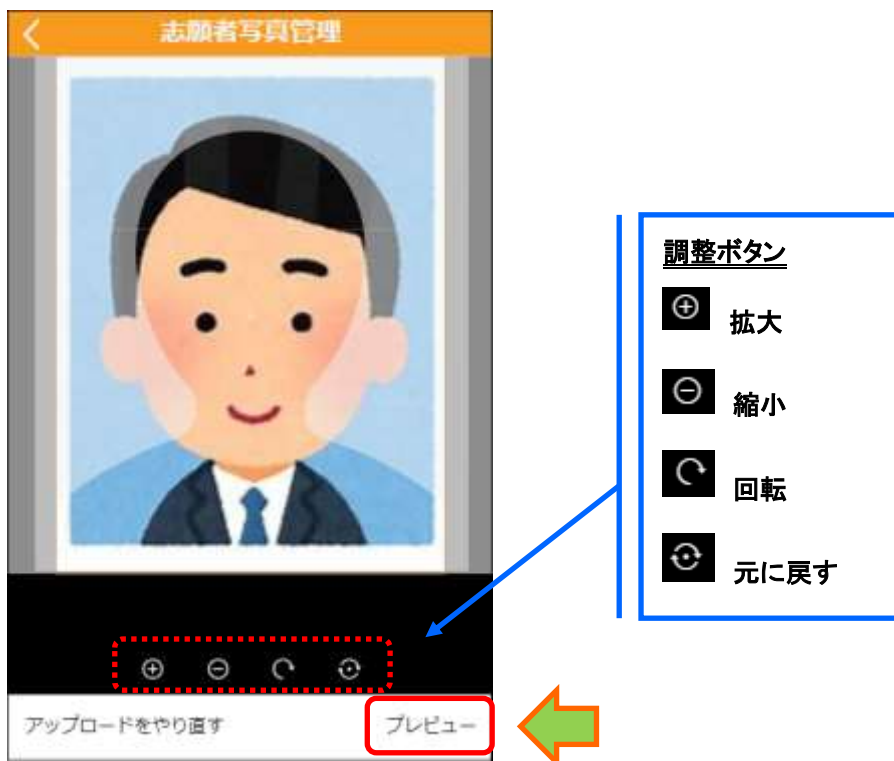 志願者写真管理
調整ボタン
拡大
縮小
回転
元に戻す
アップロードをやり直す
プレビュー